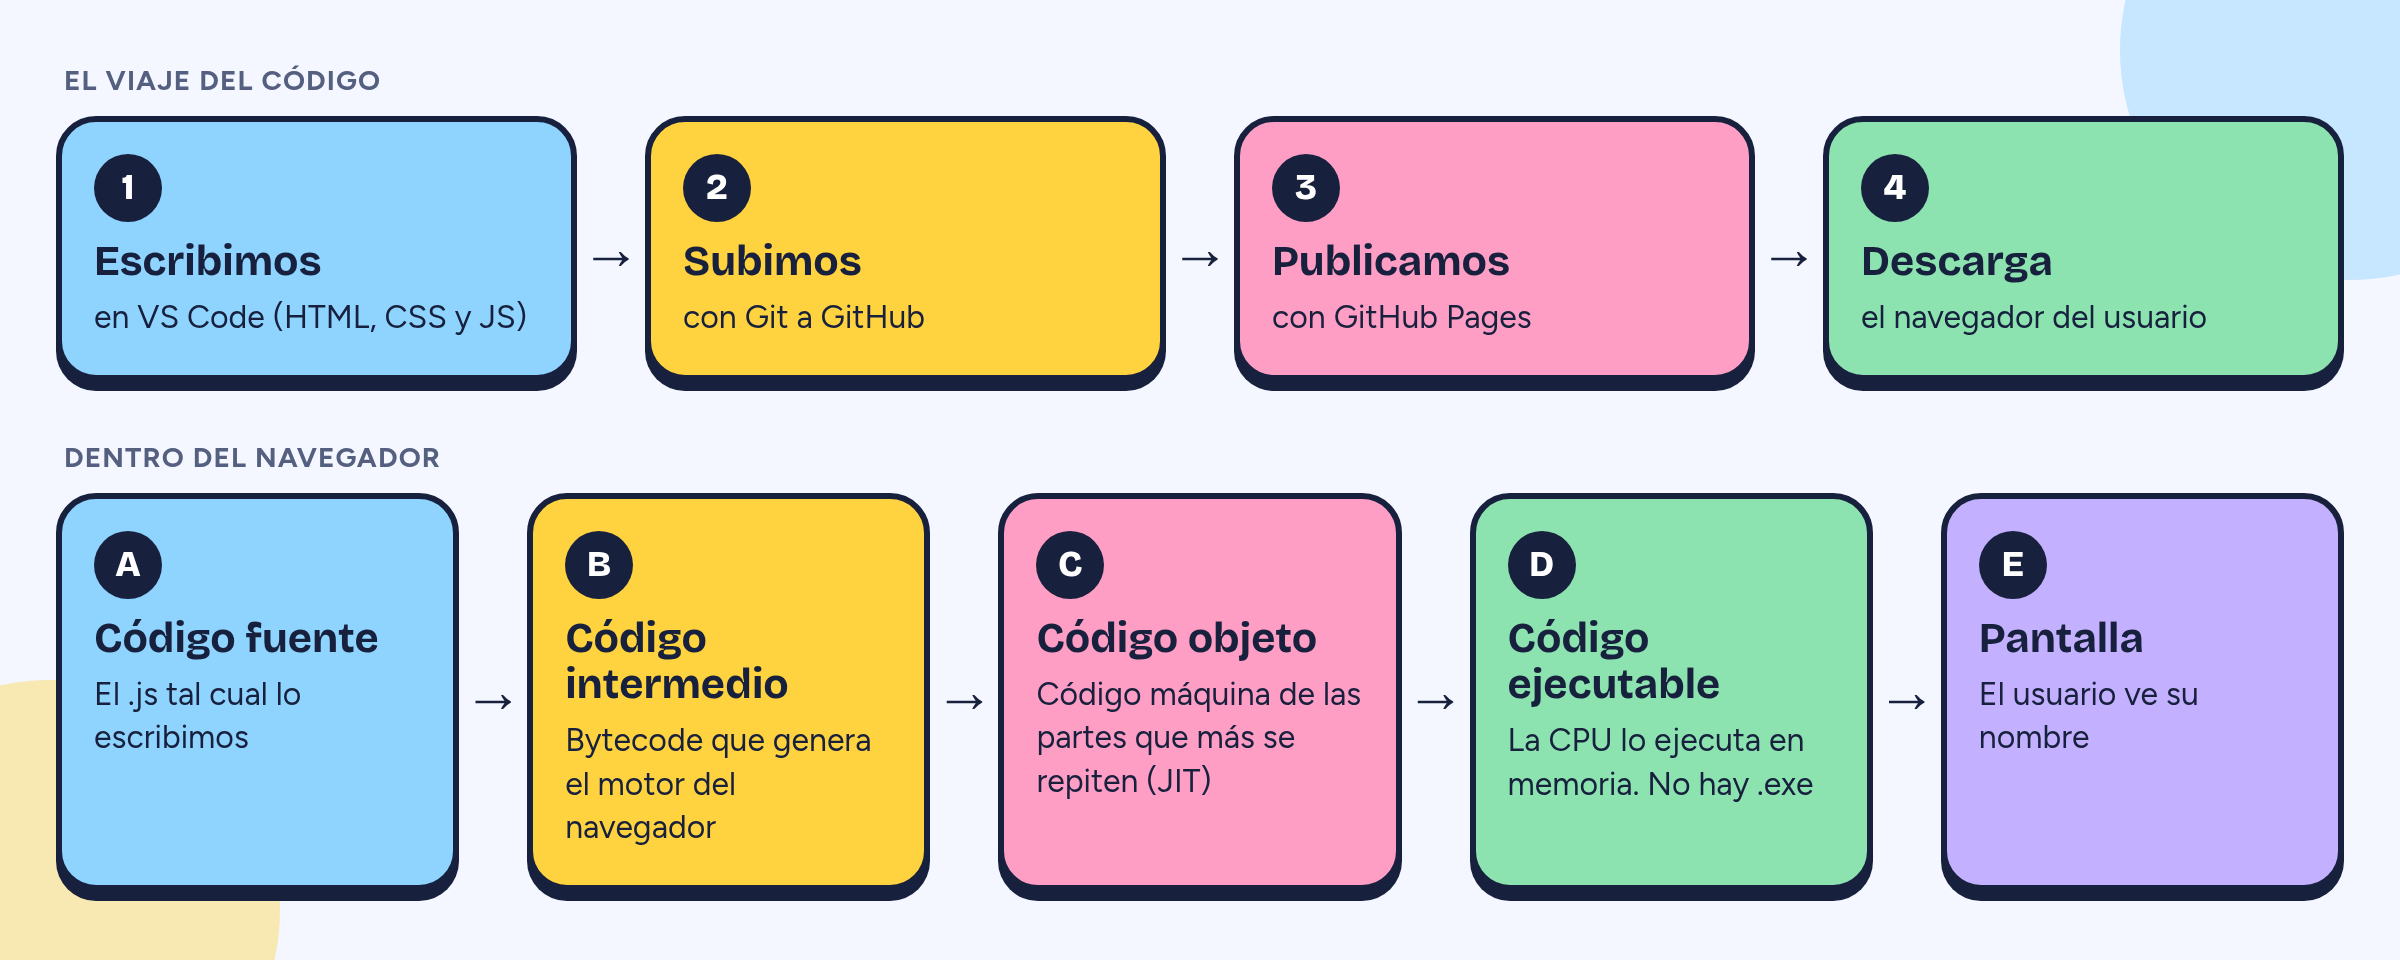 EL VIAJE DEL CÓDIGO
1
Escribimos
en VS Code (HTML, CSS y JS)
→
2
Subimos
con Git a GitHub
→
3
Publicamos
con GitHub Pages
→
4
Descarga
el navegador del usuario
DENTRO DEL NAVEGADOR
A
Código fuente
El .js tal cual lo
escribimos
→
B
Código
intermedio
Bytecode que genera
el motor del
navegador
→
C
Código objeto
Código máquina de las
partes que más se
repiten (JIT)
→
D
Código
ejecutable
La CPU lo ejecuta en
memoria. No hay .exe
→
E
Pantalla
El usuario ve su
nombre